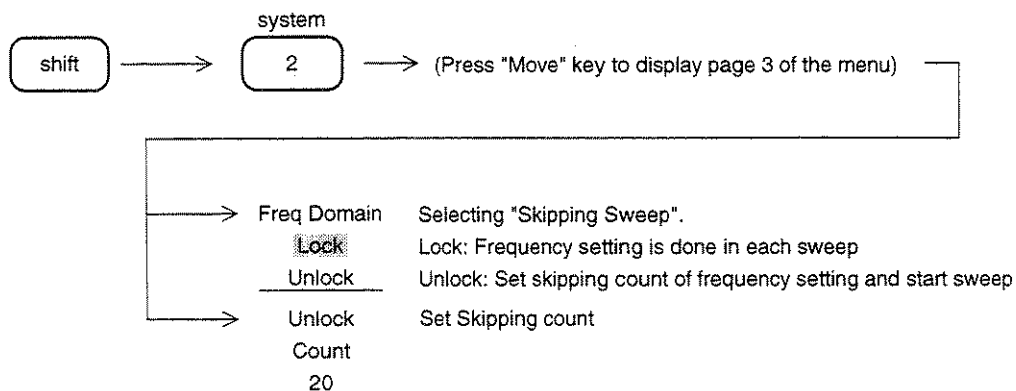 system
shift 2 (Press "Move" key to display page 3 of the menu)
Freq Domain Selecting "Skipping Sweep".
Lock Lock: Frequency setting is done in each sweep
Unlock Unlock: Set skipping count of frequency setting and start sweep
Unlock Set Skipping count
Count
20